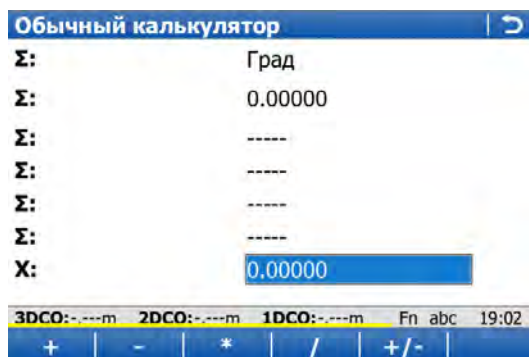 Обычный калькулятор
Σ: Град
Σ: 0.00000
Σ: -----
Σ: -----
Σ: -----
Σ: -----
X: 0.00000
3DCO:-.---m 2DCO:-.---m 1DCO:-.---m Fn abc 19:02
+ - * / +/-